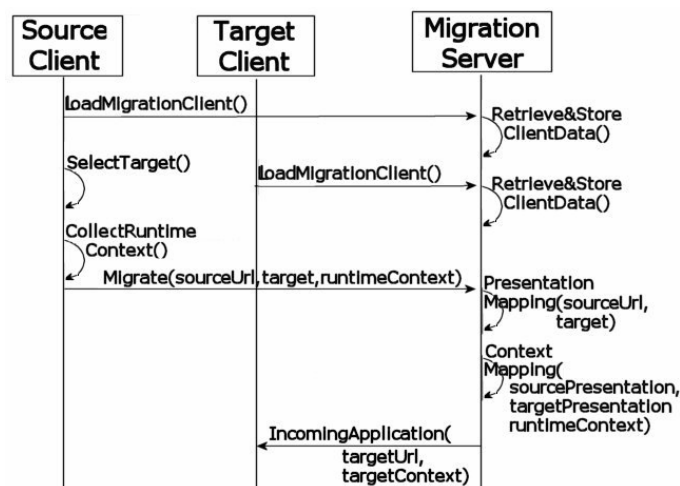 Source
Client
Target
Client
Migration
Server
LoadMigrationClient()
Retrieve&Store
ClientData()
SelectTarget()
LoadMigrationClient()
Retrieve&Store
ClientData()
CollectRuntime
Context()
Migrate(sourceUrl,target,runtimeContext)
Presentation
Mapping(sourceUrl,
target)
Context
Mapping(
sourcePresentation,
targetPresentation
runtimeContext)
IncomingApplication(
targetUrl,
targetContext)